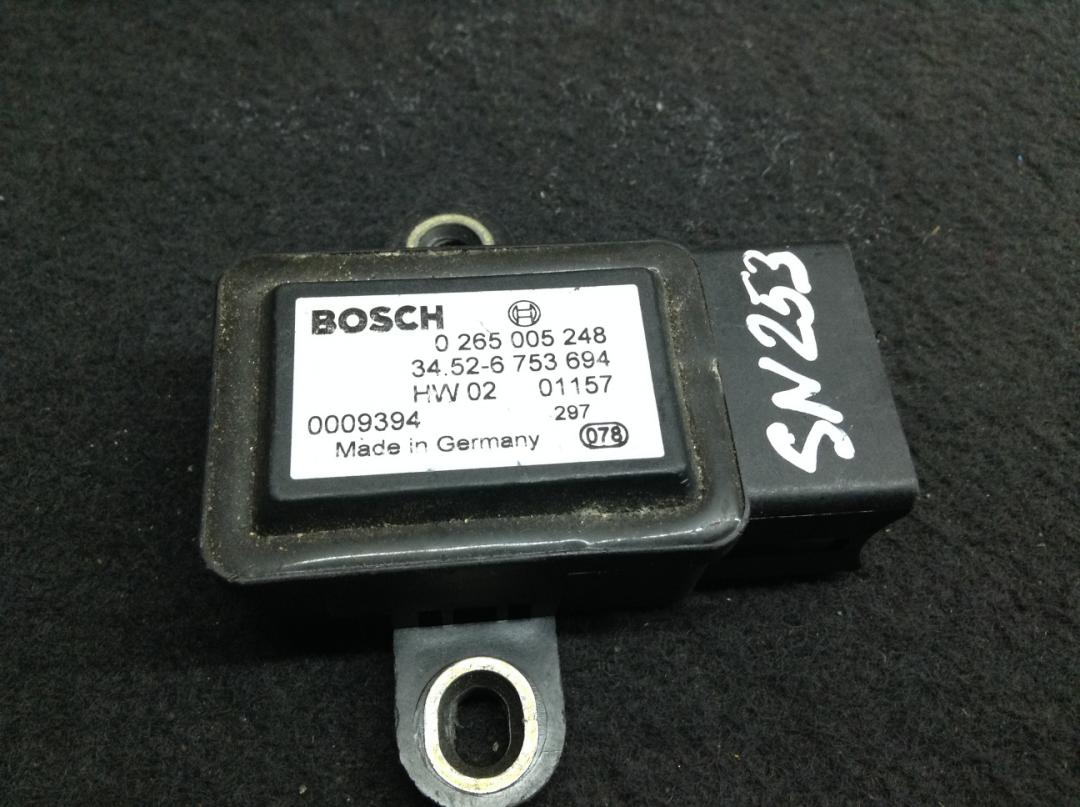 BOSCH
0 265 005 248
34.52-6 753 694
HW 02 01157
0009394 297
Made in Germany 078
SN253